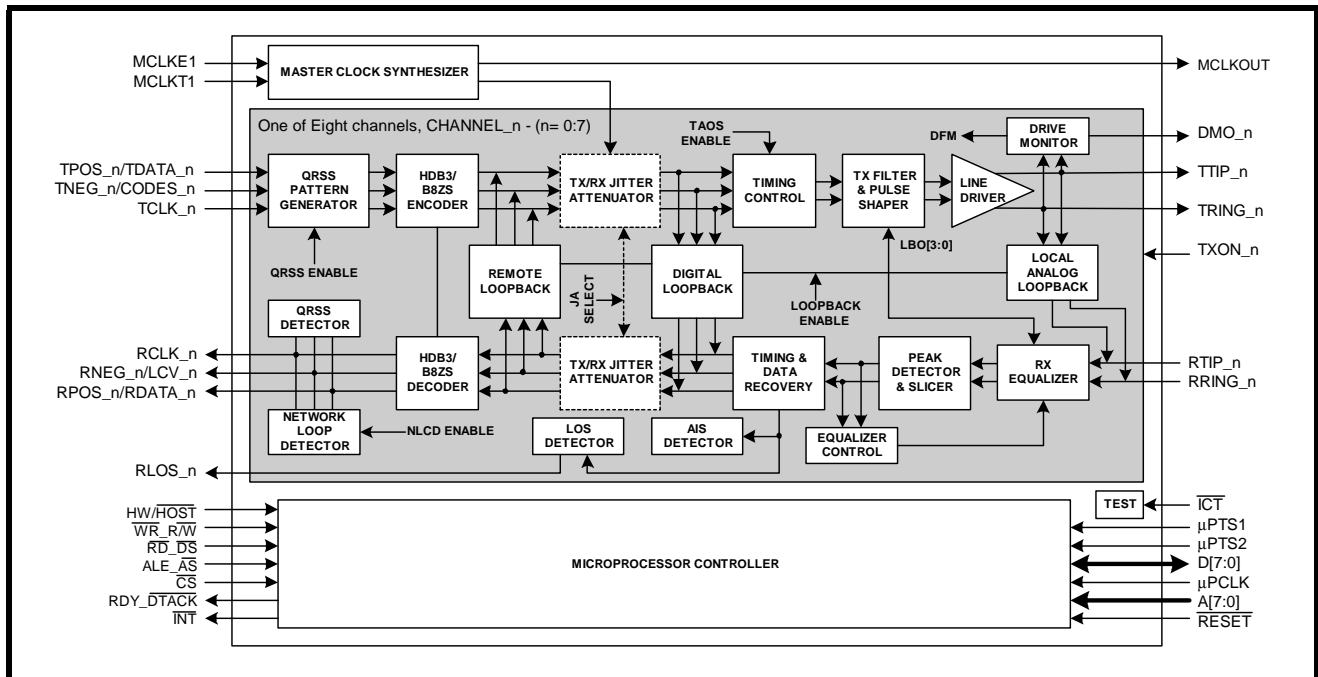 MCLKE1
MCLKT1
MASTER CLOCK SYNTHESIZER
MCLKOUT
One of Eight channels, CHANNEL_n - (n= 0:7)
TPOS_n/TDATA_n
TNEG_n/CODES_n
TCLK_n
QRSS
PATTERN
GENERATOR
HDB3/
B8ZS
ENCODER
TX/RX JITTER
ATTENUATOR
TAOS
ENABLE
TIMING
CONTROL
TX FILTER
& PULSE
SHAPER
LINE
DRIVER
DFM
DRIVE
MONITOR
DMO_n
TTIP_n
TRING_n
TXON_n
QRSS ENABLE
REMOTE
LOOPBACK
JA
SELECT
DIGITAL
LOOPBACK
LOOPBACK
ENABLE
LBO[3:0]
LOCAL
ANALOG
LOOPBACK
QRSS
DETECTOR
RCLK_n
RNEG_n/LCV_n
RPOS_n/RDATA_n
HDB3/
B8ZS
DECODER
TX/RX JITTER
ATTENUATOR
TIMING &
DATA
RECOVERY
PEAK
DETECTOR
& SLICER
RX
EQUALIZER
RTIP_n
RRING_n
NETWORK
LOOP
DETECTOR
NLCD ENABLE
LOS
DETECTOR
AIS
DETECTOR
EQUALIZER
CONTROL
RLOS_n
HW/HOST
WR_R/W
RD_DS
ALE_AS
CS
RDY_DTACK
INT
MICROPROCESSOR CONTROLLER
TEST
ICT
µPTS1
µPTS2
D[7:0]
µPCLK
A[7:0]
RESET